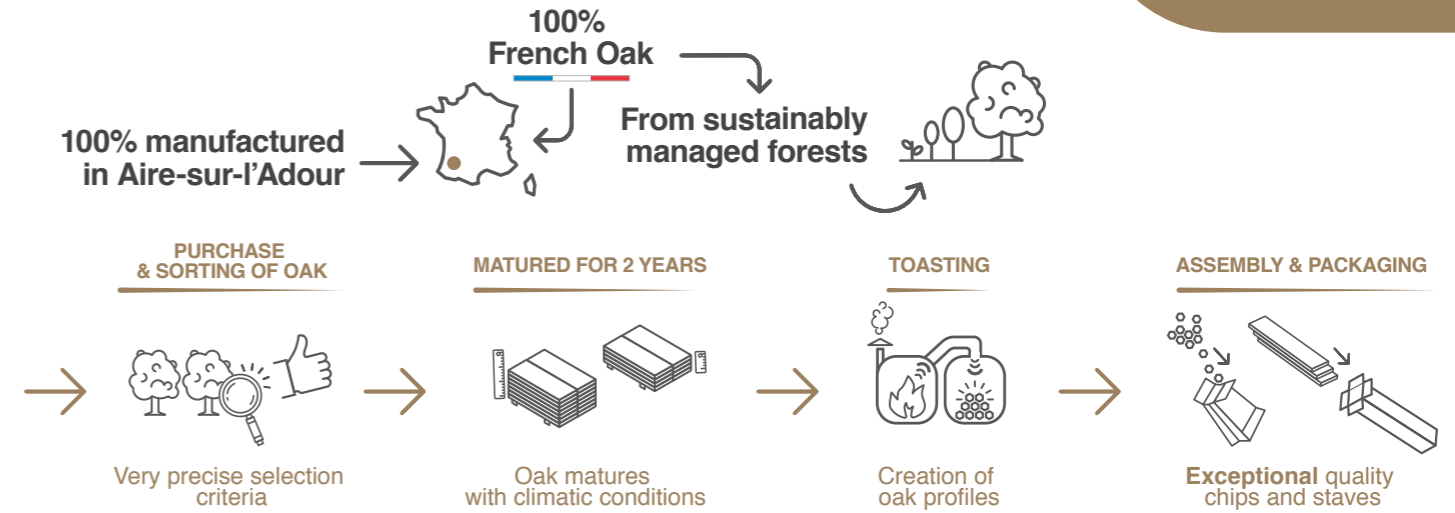 100%
French Oak
100% manufactured
in Aire-sur-l'Adour
From sustainably
managed forests
PURCHASE
& SORTING OF OAK
Very precise selection
criteria
MATURED FOR 2 YEARS
Oak matures
with climatic conditions
TOASTING
Creation of
oak profiles
ASSEMBLY & PACKAGING
Exceptional quality
chips and staves